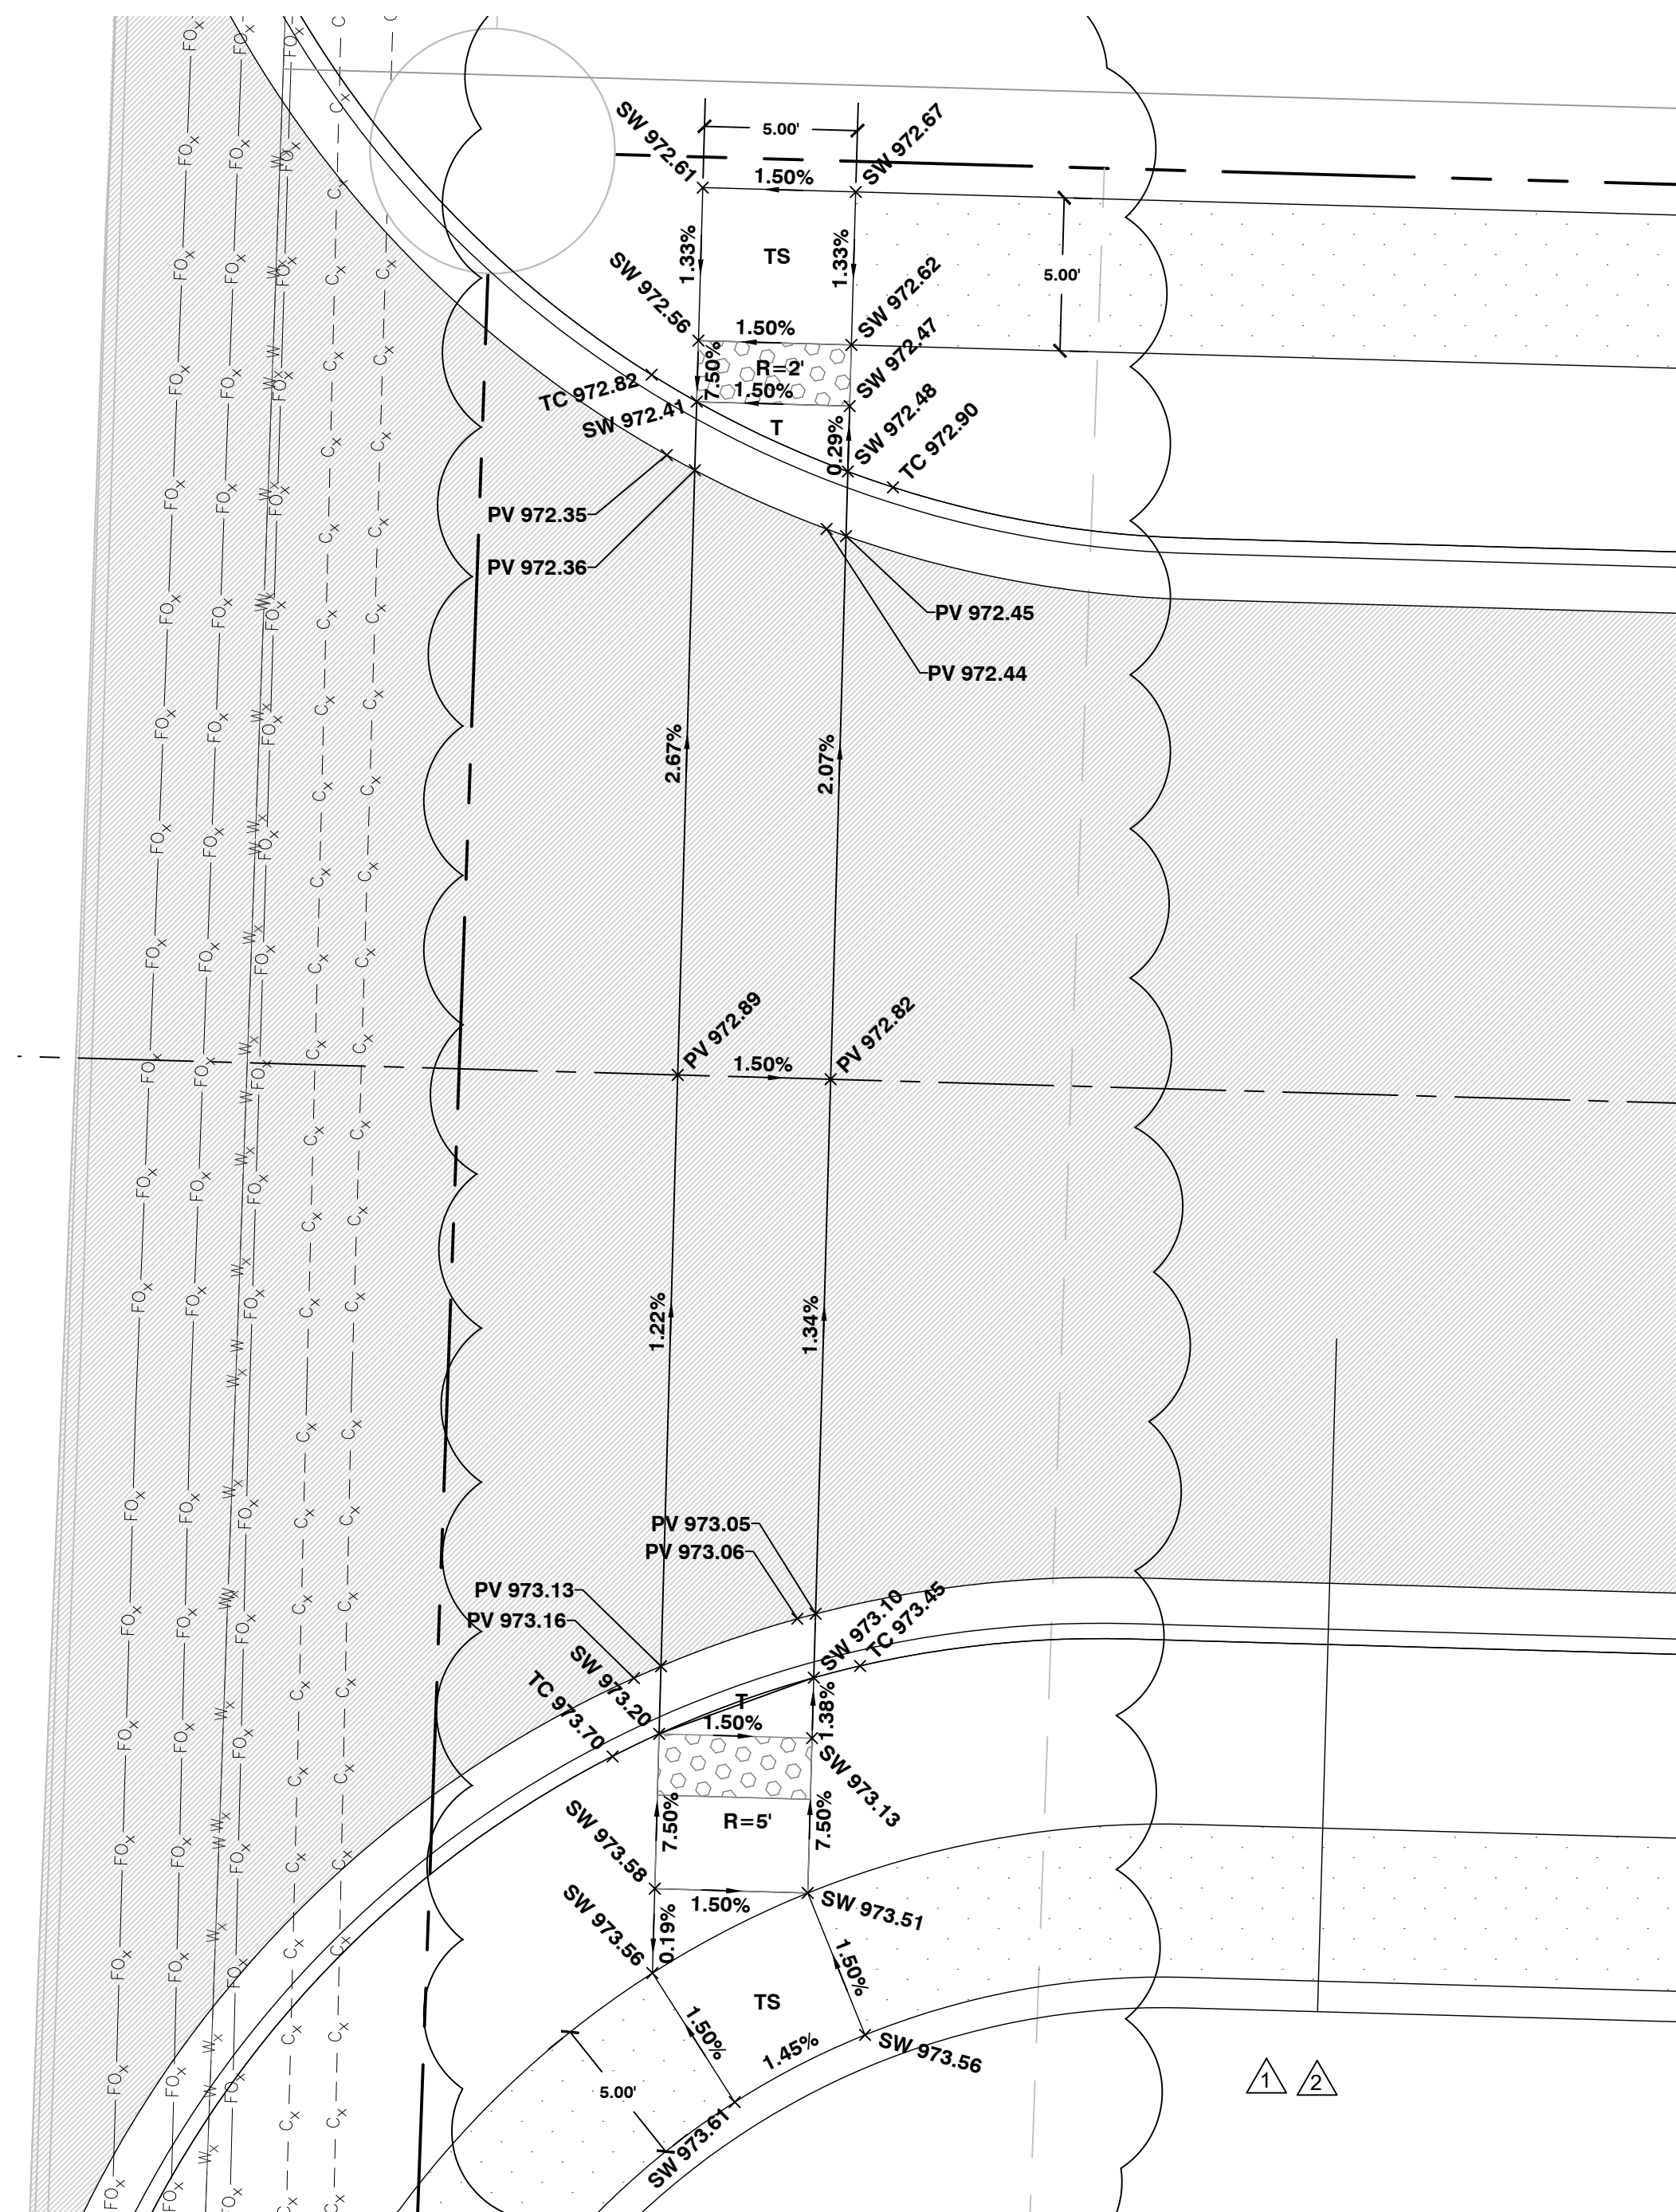 SW 972.61
5.00'
SW 972.67
1.50%
1.33%
TS
1.33%
5.00'
SW 972.56
SW 972.62
1.50%
7.50%
R=2'
SW 972.47
TC 972.82
1.50%
SW 972.41
T
0.29%
SW 972.48
TC 972.90
PV 972.35
PV 972.36
PV 972.45
PV 972.44
2.67%
2.07%
PV 972.89
1.50%
PV 972.82
1.22%
1.34%
PV 973.05
PV 973.06
PV 973.13
PV 973.16
SW 973.10
TC 973.45
SW 973.20
TC 973.70
T
1.50%
1.38%
SW 973.13
7.50%
R=5'
7.50%
SW 973.58
1.50%
SW 973.51
SW 973.56
0.19%
1.50%
TS
1.50%
1.45%
SW 973.56
5.00'
SW 973.61
1
2